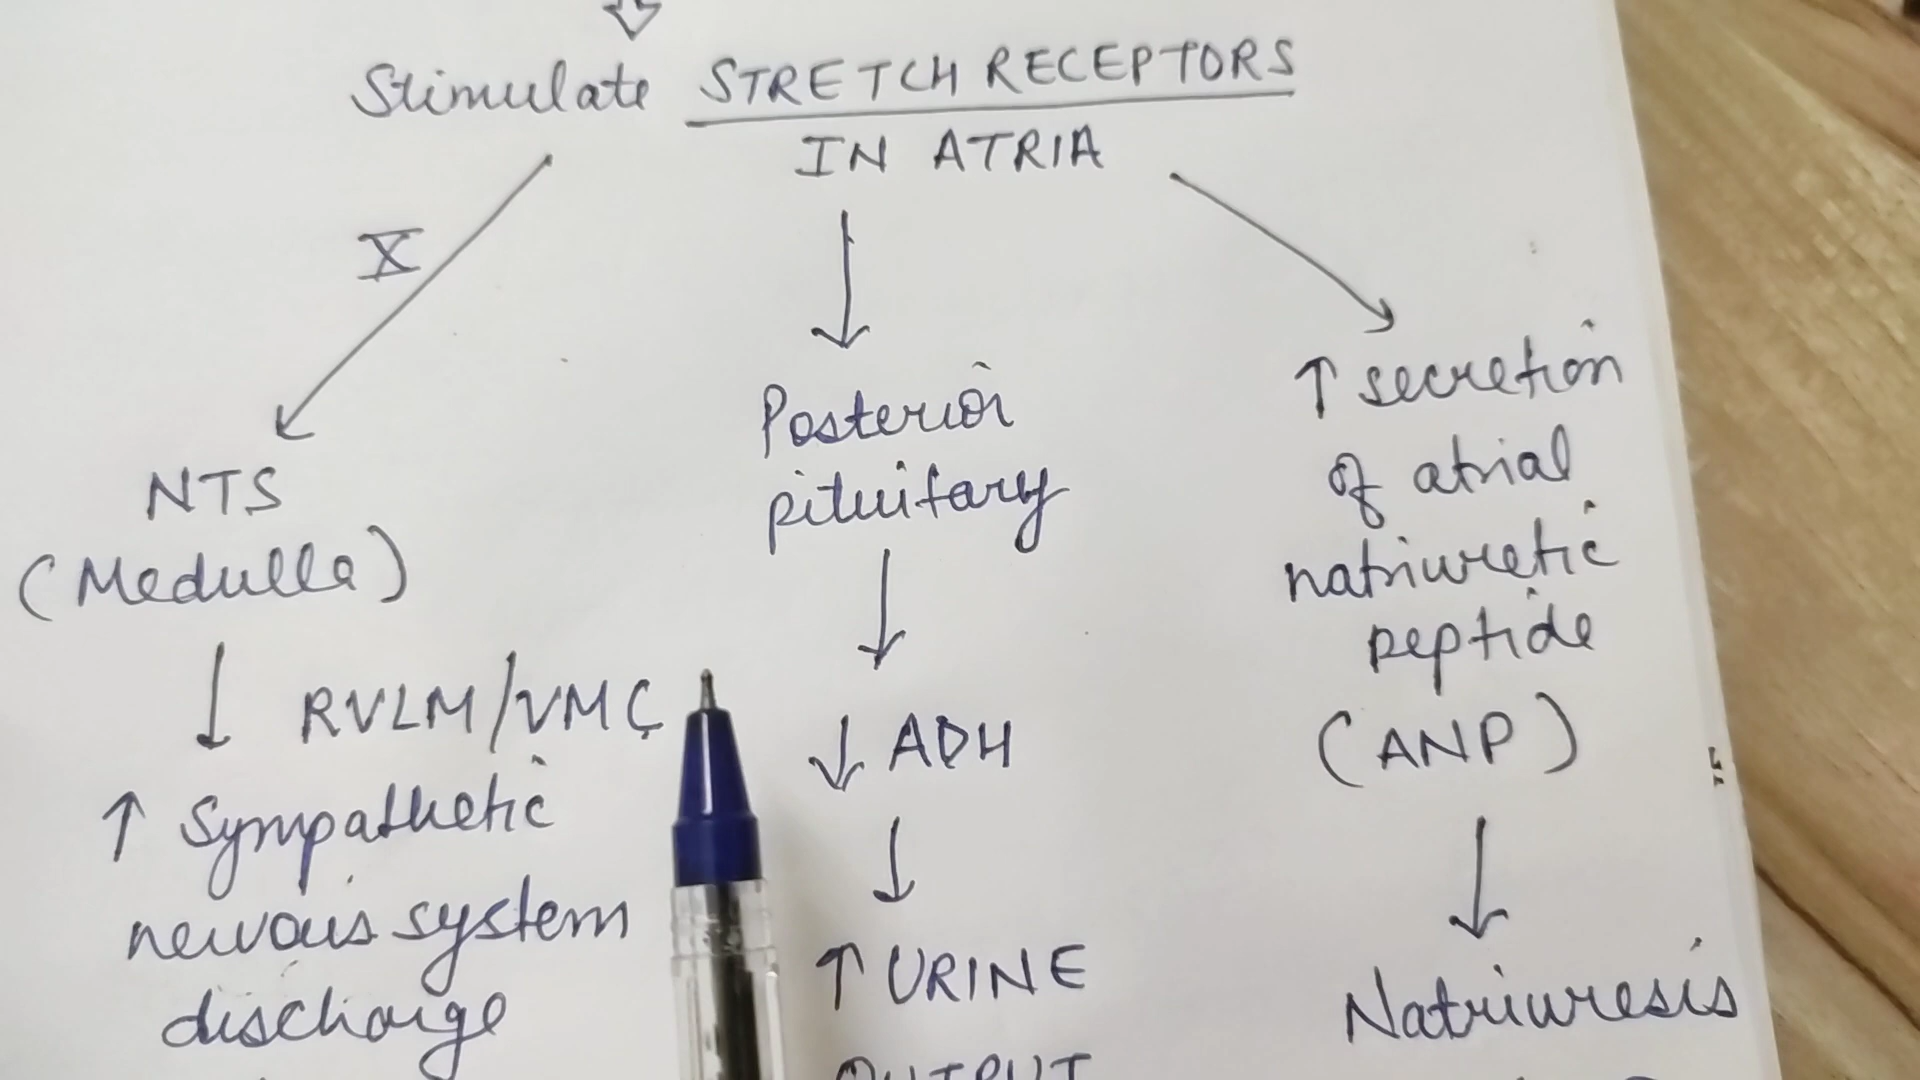 Stimulate STRETCH RECEPTORS
IN ATRIA
X
NTS
(Medulla)
RVLM/VMC
↑ Sympathetic
nervous system
discharge
Posterior
pituitary
↓ ADH
↑ URINE
OUTPUT
↑ secretion
of atrial
natriuretic
peptide
(ANP)
Natriuresis